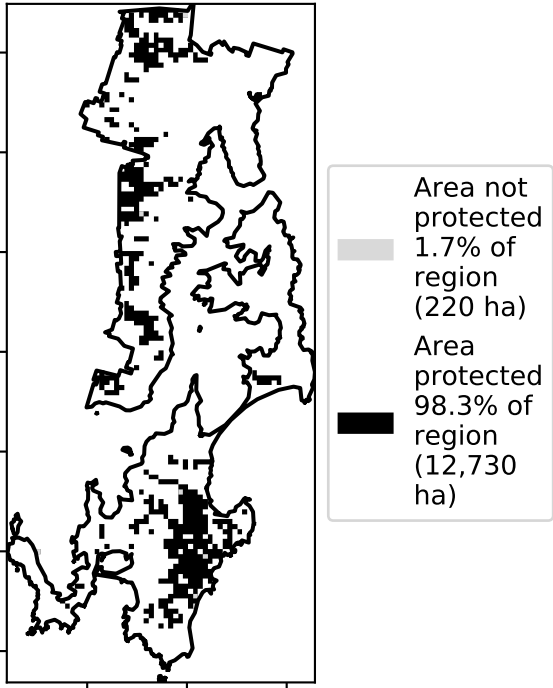 Area not
protected
1.7% of
region
(220 ha)
Area
protected
98.3% of
region
(12,730
ha)